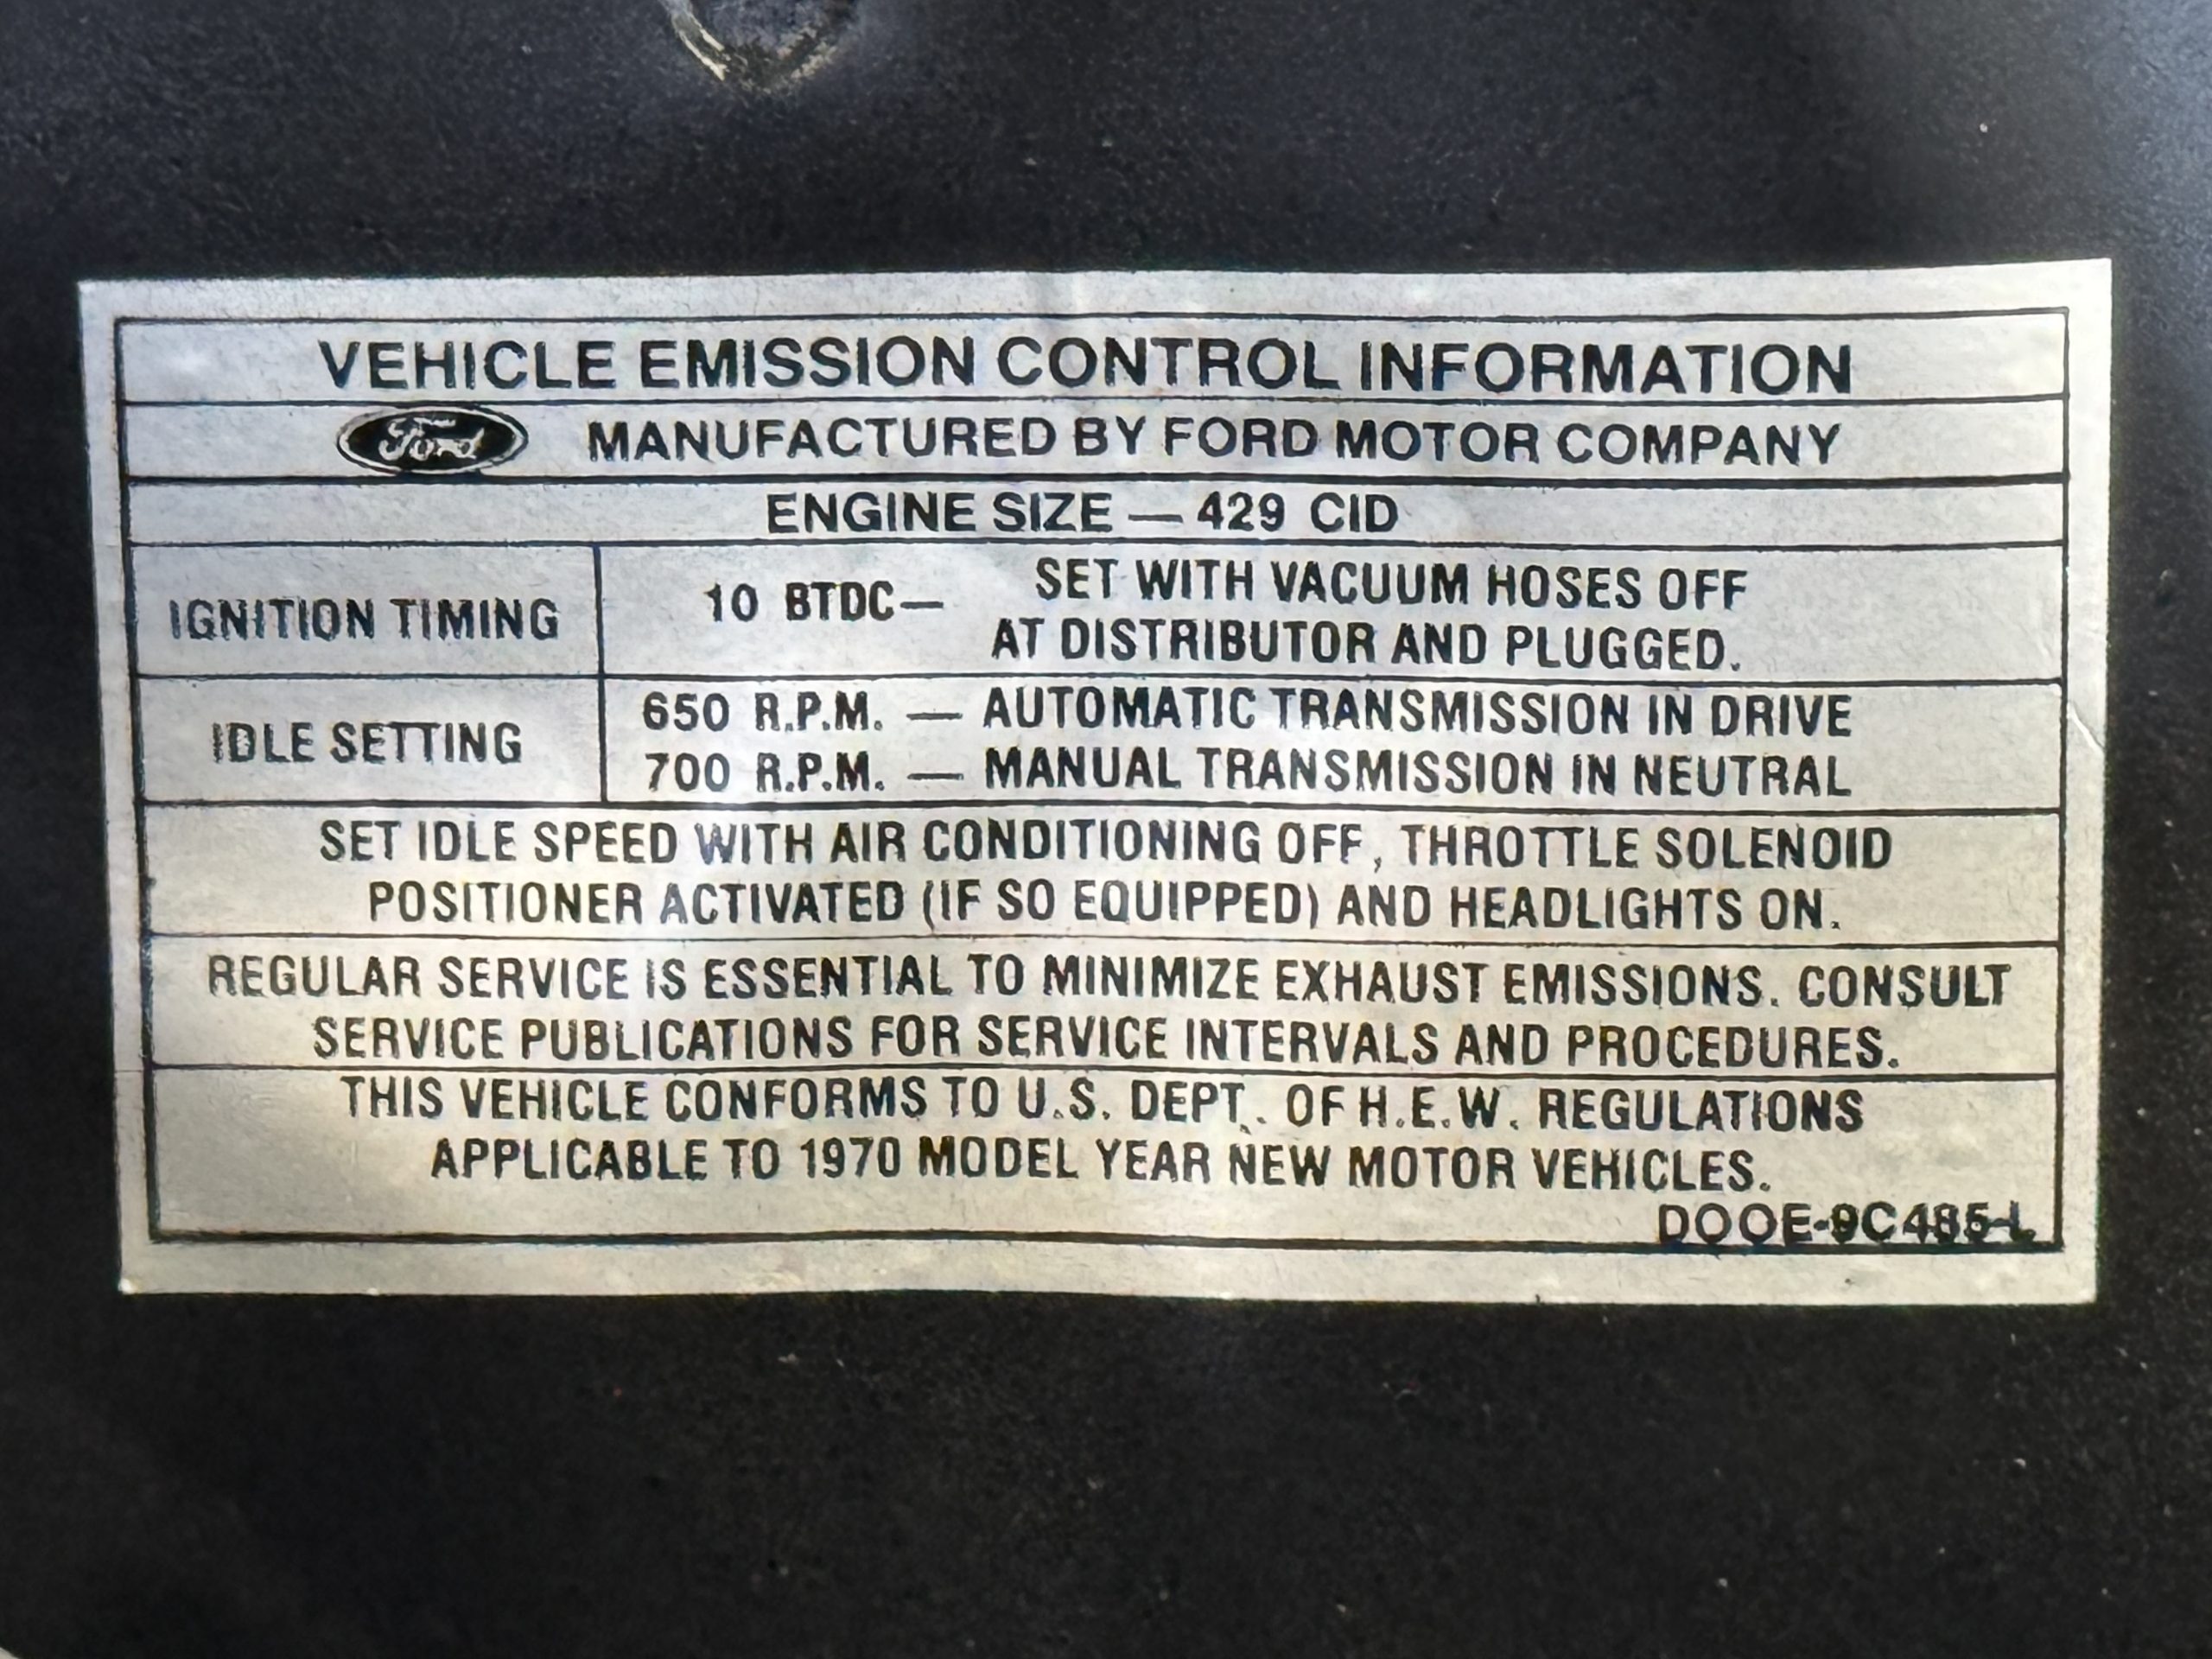 VEHICLE EMISSION CONTROL INFORMATION
Ford MANUFACTURED BY FORD MOTOR COMPANY
ENGINE SIZE — 429 CID
IGNITION TIMING 10 BTDC— SET WITH VACUUM HOSES OFF
AT DISTRIBUTOR AND PLUGGED.
IDLE SETTING 650 R.P.M. — AUTOMATIC TRANSMISSION IN DRIVE
700 R.P.M. — MANUAL TRANSMISSION IN NEUTRAL
SET IDLE SPEED WITH AIR CONDITIONING OFF, THROTTLE SOLENOID
POSITIONER ACTIVATED (IF SO EQUIPPED) AND HEADLIGHTS ON.
REGULAR SERVICE IS ESSENTIAL TO MINIMIZE EXHAUST EMISSIONS. CONSULT
SERVICE PUBLICATIONS FOR SERVICE INTERVALS AND PROCEDURES.
THIS VEHICLE CONFORMS TO U.S. DEPT. OF H.E.W. REGULATIONS
APPLICABLE TO 1970 MODEL YEAR NEW MOTOR VEHICLES.
DOOE-9C485-L